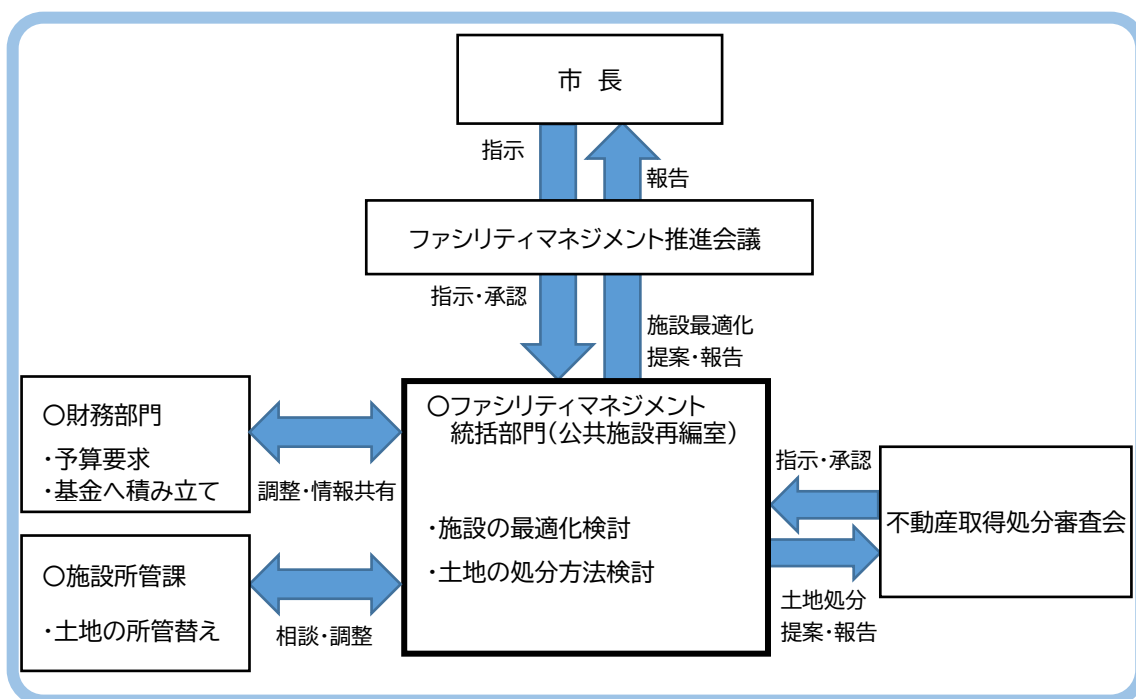 市 長
指示
報告
ファシリティマネジメント推進会議
指示・承認
施設最適化
提案・報告
〇財務部門
・予算要求
・基金へ積み立て
調整・情報共有
〇ファシリティマネジメント
統括部門（公共施設再編室）
・施設の最適化検討
・土地の処分方法検討
指示・承認
不動産取得処分審査会
土地処分
提案・報告
〇施設所管課
・土地の所管替え
相談・調整